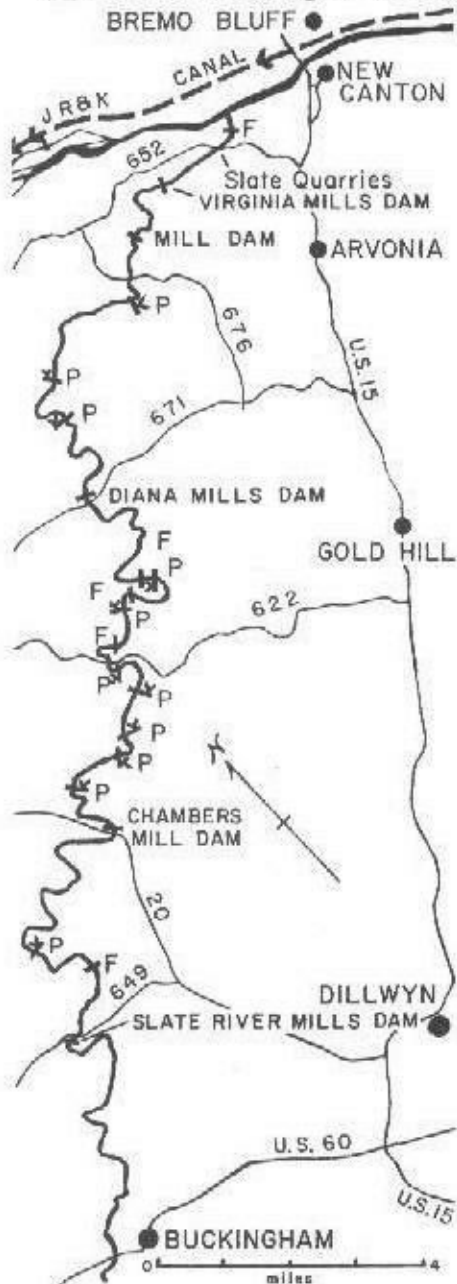 BREMO BLUFF
CANAL
J R & K
NEW
CANTON
F
652
Slate Quarries
VIRGINIA MILLS DAM
MILL DAM
ARVONIA
P
676
U.S.15
P
P
671
DIANA MILLS DAM
F
GOLD HILL
P
F
P
622
F
P
P
P
P
P
N
CHAMBERS
MILL DAM
20
P
F
649
DILLWYN
SLATE RIVER MILLS DAM
U.S. 60
U.S.15
BUCKINGHAM
0 4
miles